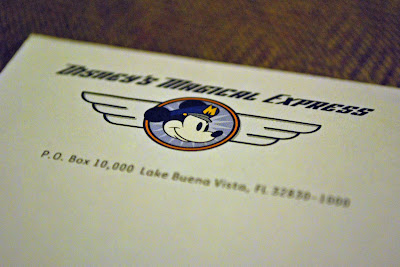 Disney's Magical Express
M
P.O. Box 10,000 Lake Buena Vista, FL 32830-1000